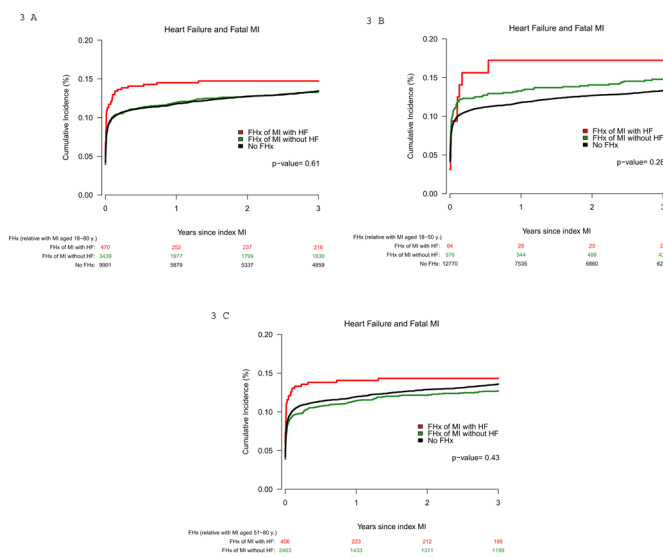 3 A
Heart Failure and Fatal MI
Cumulative Incidence (%)
0.20
0.15
0.10
0.05
0.00
FHx of MI with HF
FHx of MI without HF
No FHx
p-value= 0.61
0 1 2 3
Years since index MI
FHx (relative with MI aged 18-80 y.)
FHx of MI with HF: 470 252 237 216
FHx of MI without HF: 3439 1977 1799 1630
No FHx: 9901 5879 5337 4859
3 B
Heart Failure and Fatal MI
Cumulative Incidence (%)
0.20
0.15
0.10
0.05
0.00
FHx of MI with HF
FHx of MI without HF
No FHx
p-value= 0.28
0 1 2 3
Years since index MI
FHx (relative with MI aged 18-50 y.)
FHx of MI with HF: 64 29 25 2
FHx of MI without HF: 976 544 488 43
No FHx: 12770 7535 6860 62
3 C
Heart Failure and Fatal MI
Cumulative Incidence (%)
0.20
0.15
0.10
0.05
0.00
FHx of MI with HF
FHx of MI without HF
No FHx
p-value= 0.43
0 1 2 3
Years since index MI
FHx (relative with MI aged 51-80 y.)
FHx of MI with HF: 406 223 212 195
FHx of MI without HF: 2463 1433 1311 1199